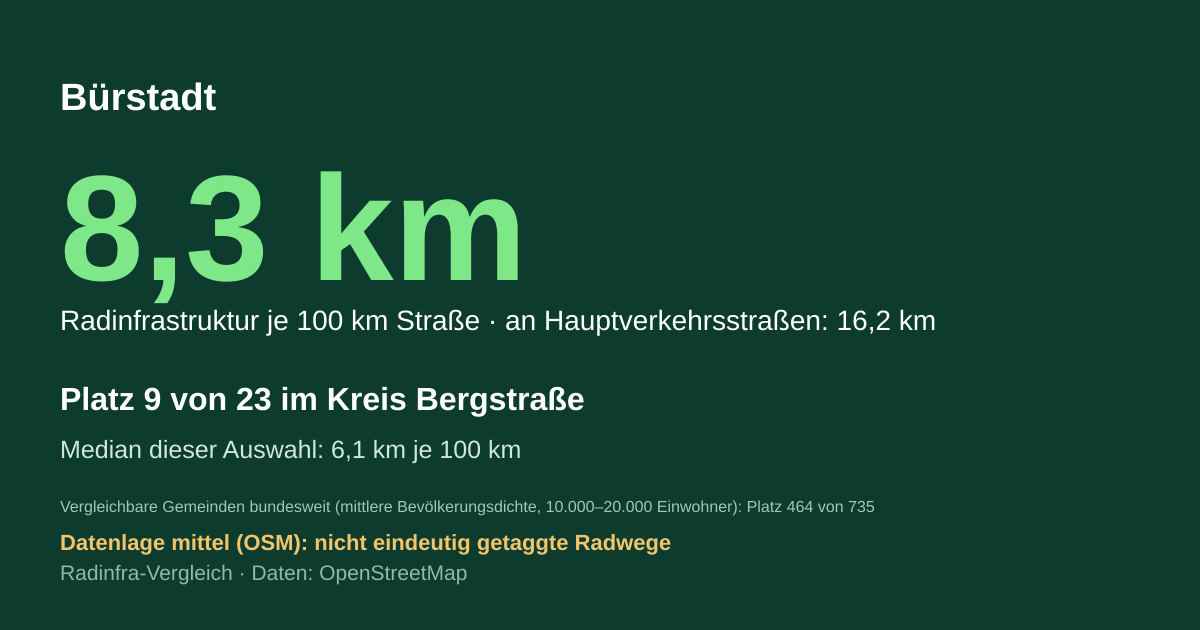 Bürstadt
8,3 km
Radinfrastruktur je 100 km Straße · an Hauptverkehrsstraßen: 16,2 km
Platz 9 von 23 im Kreis Bergstraße
Median dieser Auswahl: 6,1 km je 100 km
Vergleichbare Gemeinden bundesweit (mittlere Bevölkerungsdichte, 10.000–20.000 Einwohner): Platz 464 von 735
Datenlage mittel (OSM): nicht eindeutig getaggte Radwege
Radinfra-Vergleich · Daten: OpenStreetMap